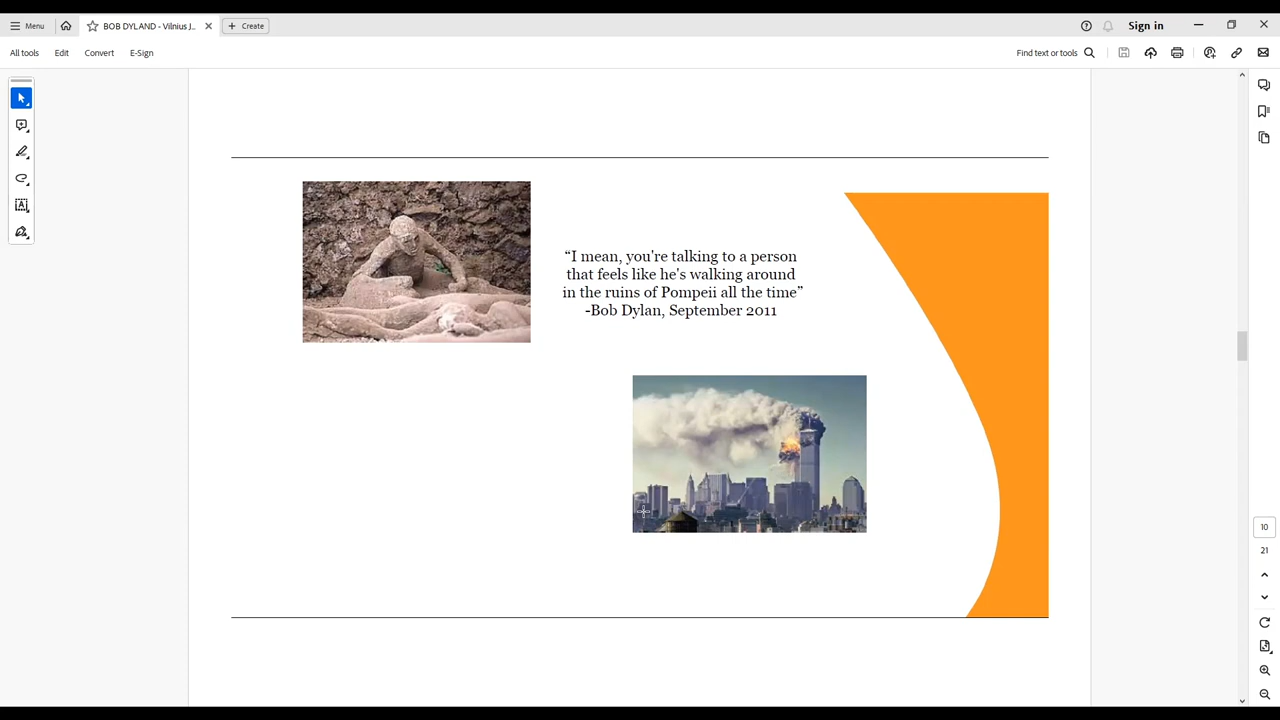 Menu
BOB DYLAND - Vilnius J...
Create
Sign in
All tools
Edit
Convert
E-Sign
Find text or tools
“I mean, you're talking to a person
that feels like he's walking around
in the ruins of Pompeii all the time”
-Bob Dylan, September 2011
10
21